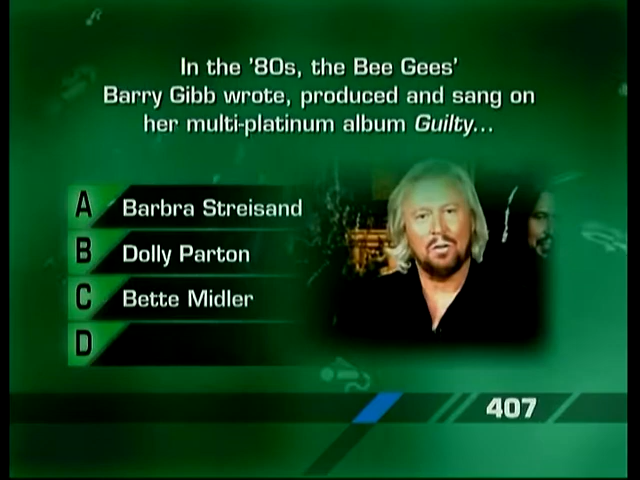 In the '80s, the Bee Gees'
Barry Gibb wrote, produced and sang on
her multi-platinum album Guilty...
A Barbra Streisand
B Dolly Parton
C Bette Midler
D
407